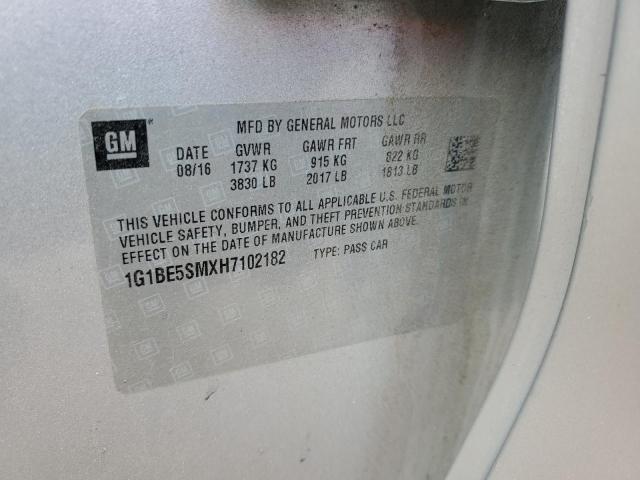 GM
MFD BY GENERAL MOTORS LLC
DATE GVWR GAWR FRT GAWR RR
08/16 1737 KG 915 KG 822 KG
3830 LB 2017 LB 1813 LB
THIS VEHICLE CONFORMS TO ALL APPLICABLE U.S. FEDERAL MOTOR
VEHICLE SAFETY, BUMPER, AND THEFT PREVENTION STANDARDS IN
EFFECT ON THE DATE OF MANUFACTURE SHOWN ABOVE.
1G1BE5SMXH7102182 TYPE: PASS CAR